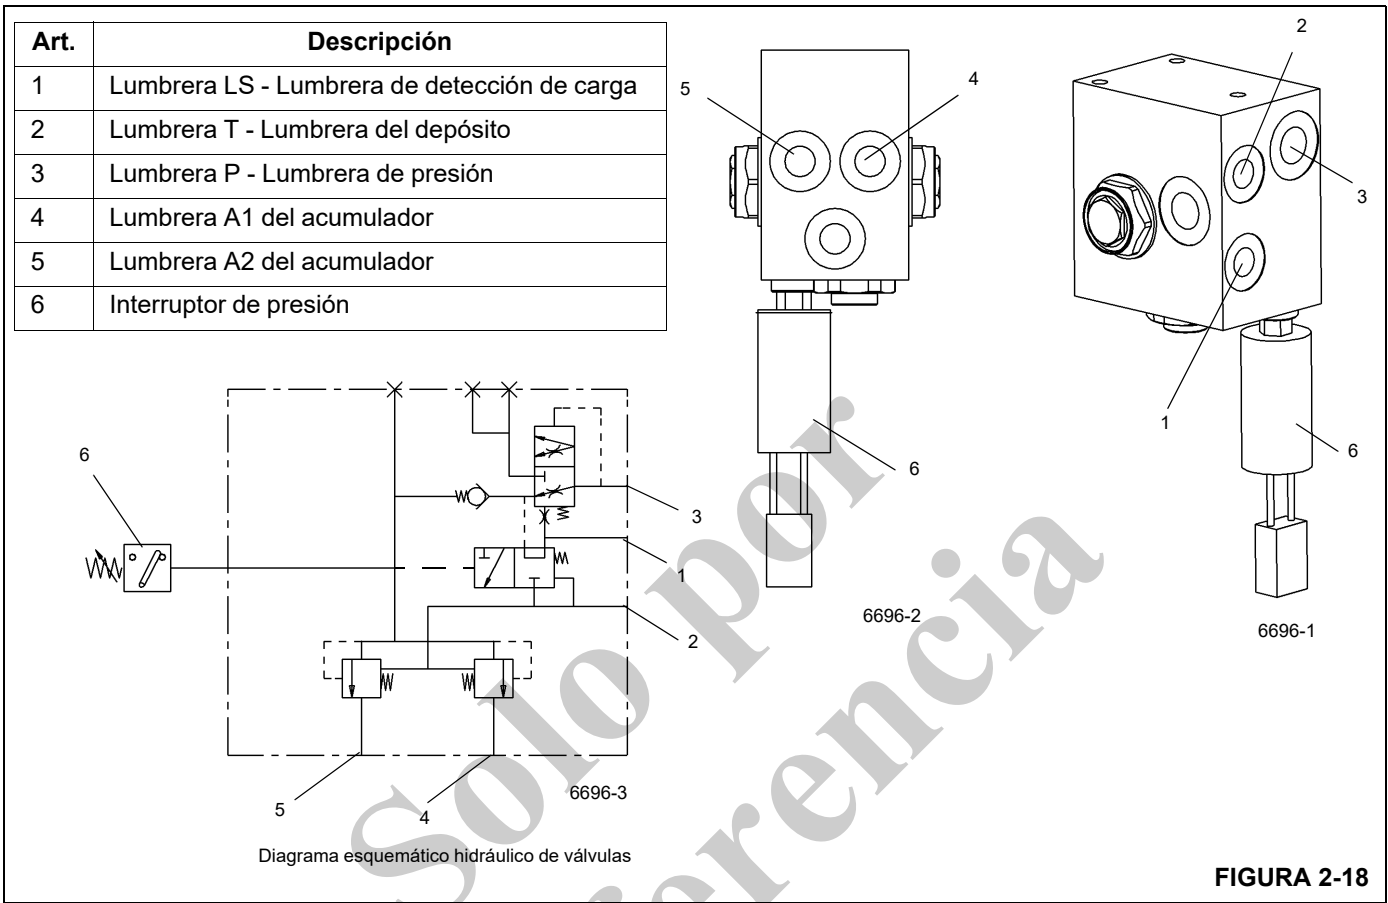 Art. Descripción
1 Lumbrera LS - Lumbrera de detección de carga
2 Lumbrera T - Lumbrera del depósito
3 Lumbrera P - Lumbrera de presión
4 Lumbrera A1 del acumulador
5 Lumbrera A2 del acumulador
6 Interruptor de presión
5
4
6
6696-2
2
3
1
6
6696-1
6
3
1
2
5
4
6696-3
Diagrama esquemático hidráulico de válvulas
Solo por
ferencia
FIGURA 2-18